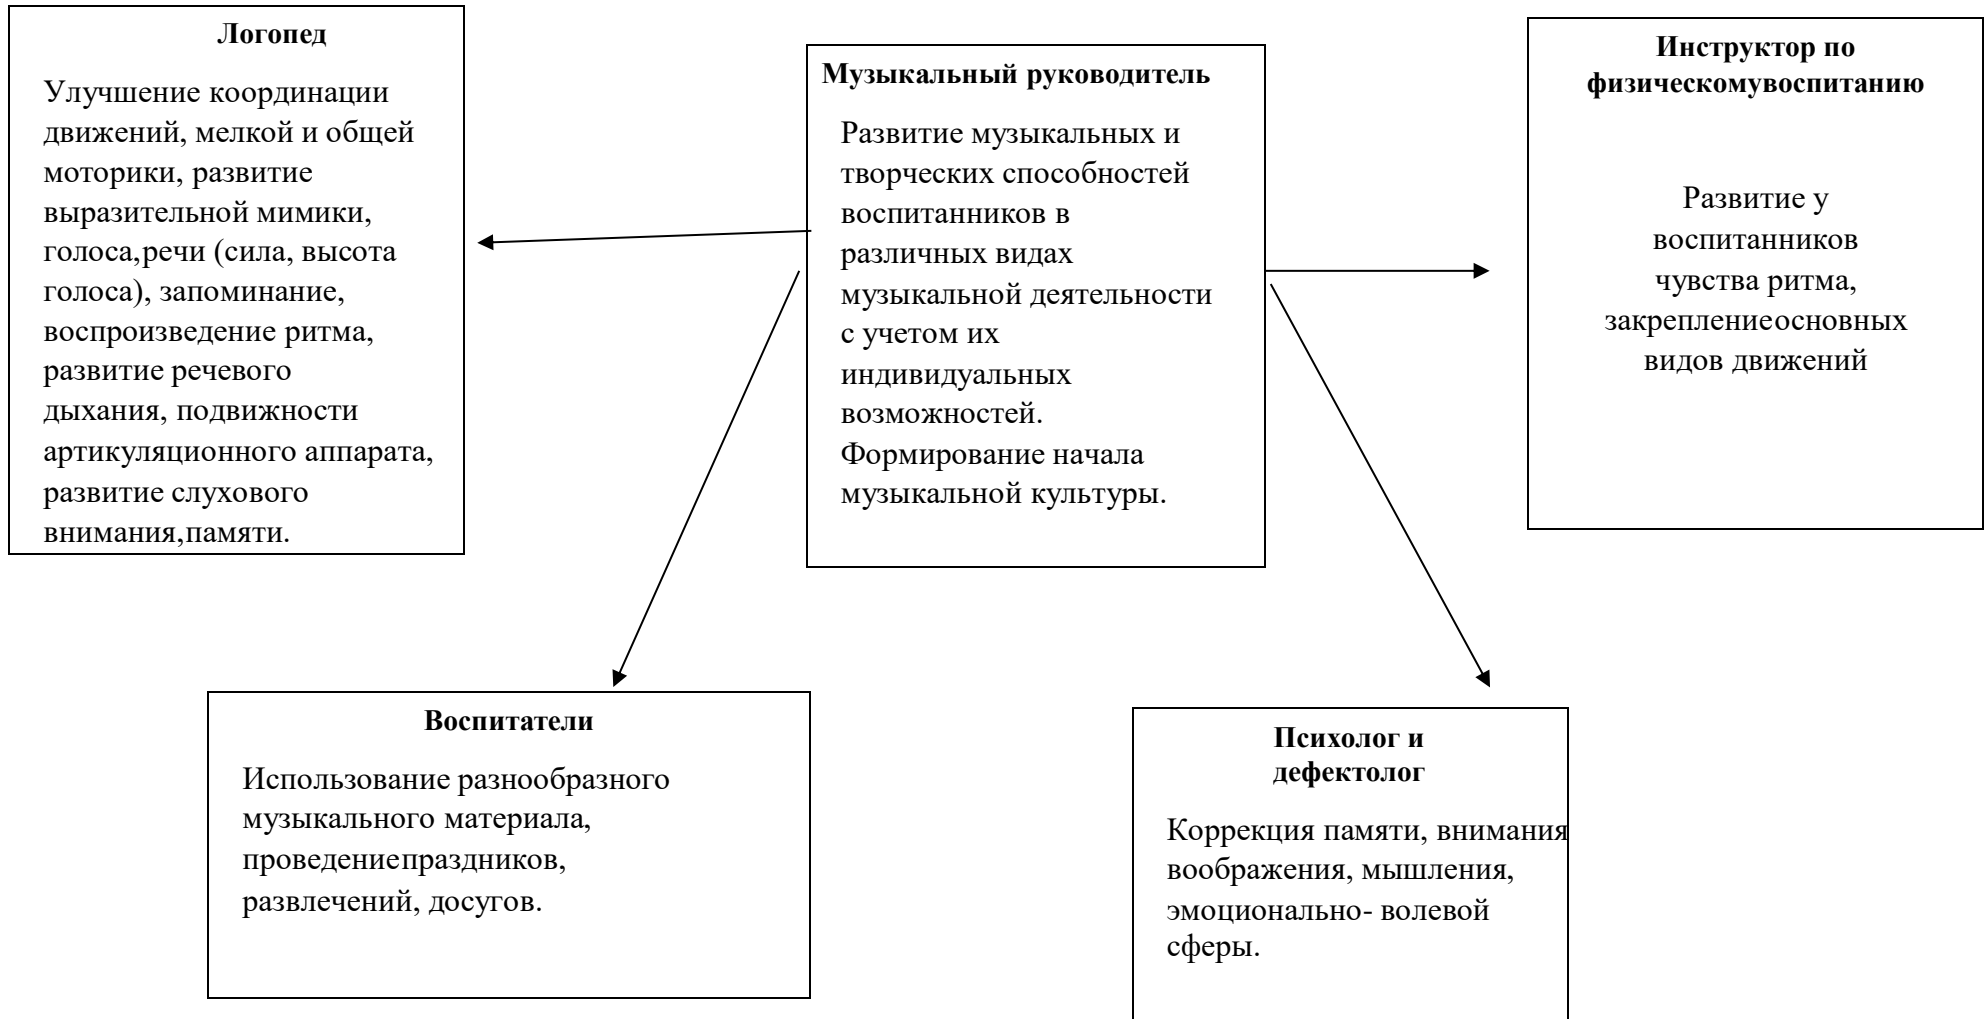 Логопед
Улучшение координации
движений, мелкой и общей
моторики, развитие
выразительной мимики,
голоса,речи (сила, высота
голоса), запоминание,
воспроизведение ритма,
развитие речевого
дыхания, подвижности
артикуляционного аппарата,
развитие слухового
внимания,памяти.
Музыкальный руководитель
Развитие музыкальных и
творческих способностей
воспитанников в
различных видах
музыкальной деятельности
с учетом их
индивидуальных
возможностей.
Формирование начала
музыкальной культуры.
Инструктор по
физическомувоспитанию
Развитие у
воспитанников
чувства ритма,
закреплениеосновных
видов движений
Воспитатели
Использование разнообразного
музыкального материала,
проведениепраздников,
развлечений, досугов.
Психолог и
дефектолог
Коррекция памяти, внимания
воображения, мышления,
эмоционально- волевой
сферы.